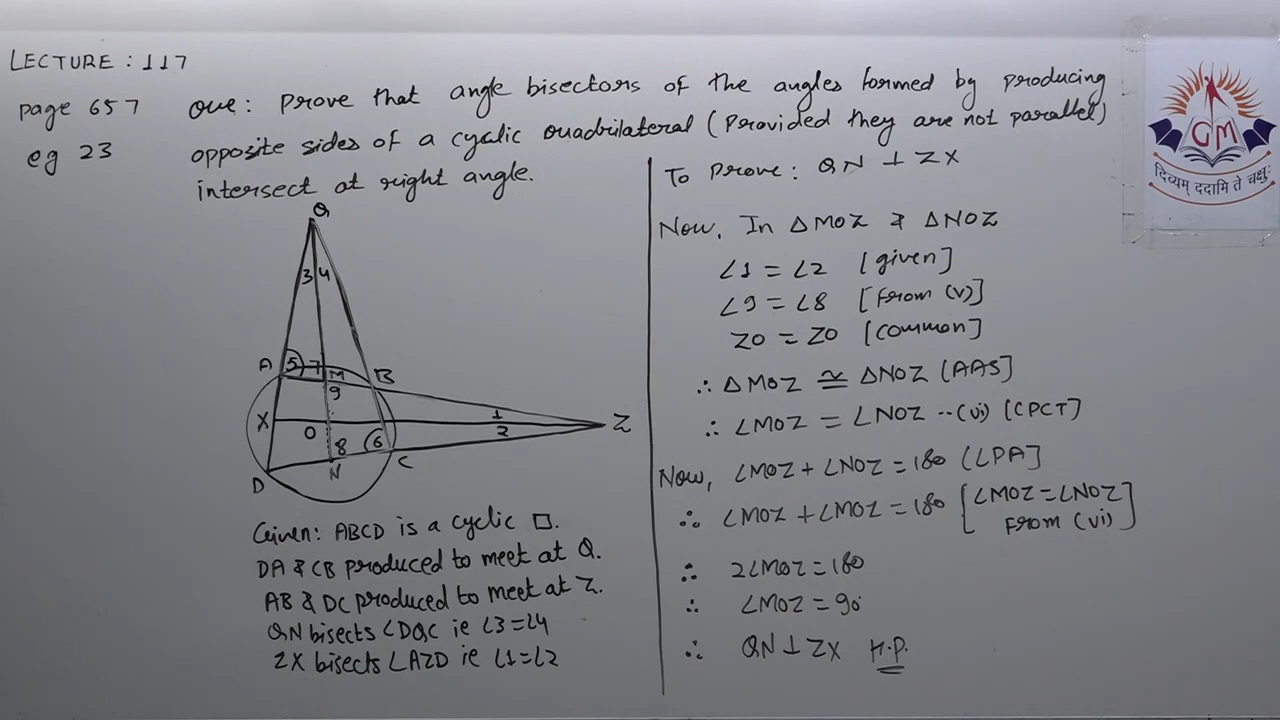 LECTURE : 117
page 657
eg 23
Que: Prove that angle bisectors of the angles formed by producing
opposite sides of a cyclic Quadrilateral (Provided they are not parallel)
intersect at right angle.
Q
3 4
A 5 7 M B
9
X 1 Z
O 2
8 6
N C
D
Given: ABCD is a cyclic □.
DA & CB produced to meet at Q.
AB & DC produced to meet at Z.
QN bisects ∠DQC ie ∠3=∠4
ZX bisects ∠AZD ie ∠1=∠2
To Prove: QN ⊥ ZX
Now, In △MOZ & △NOZ
∠1 = ∠2 [given]
∠9 = ∠8 [From (v)]
ZO = ZO [common]
∴ △MOZ ≅ △NOZ (AAS]
∴ ∠MOZ = ∠NOZ --(vi) [CPCT)
Now, ∠MOZ + ∠NOZ = 180 (LPA]
∴ ∠MOZ + ∠MOZ = 180 [∠MOZ = ∠NOZ
From (vi)]
∴ 2∠MOZ = 180
∴ ∠MOZ = 90
∴ QN ⊥ ZX H.P.
GM
दिव्यम् ददामि ते चक्षुः